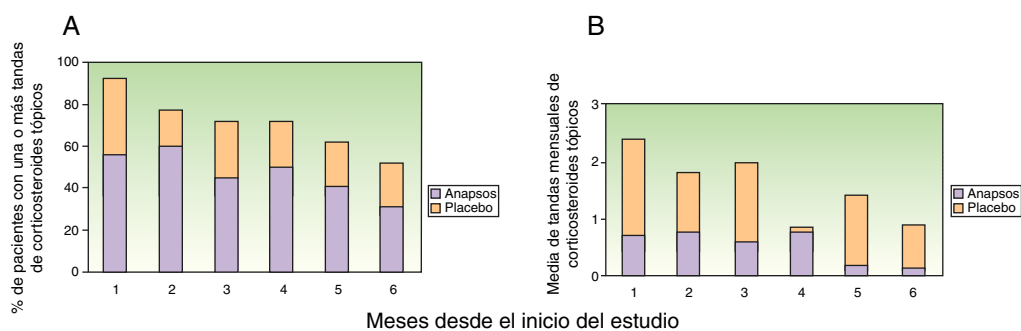 A
% de pacientes con una o más tandas
de corticosteroides tópicos
100
80
60
40
20
0
1 2 3 4 5 6
Anapsos
Placebo
B
Media de tandas mensuales de
corticosteroides tópicos
3
2
1
0
1 2 3 4 5 6
Anapsos
Placebo
Meses desde el inicio del estudio